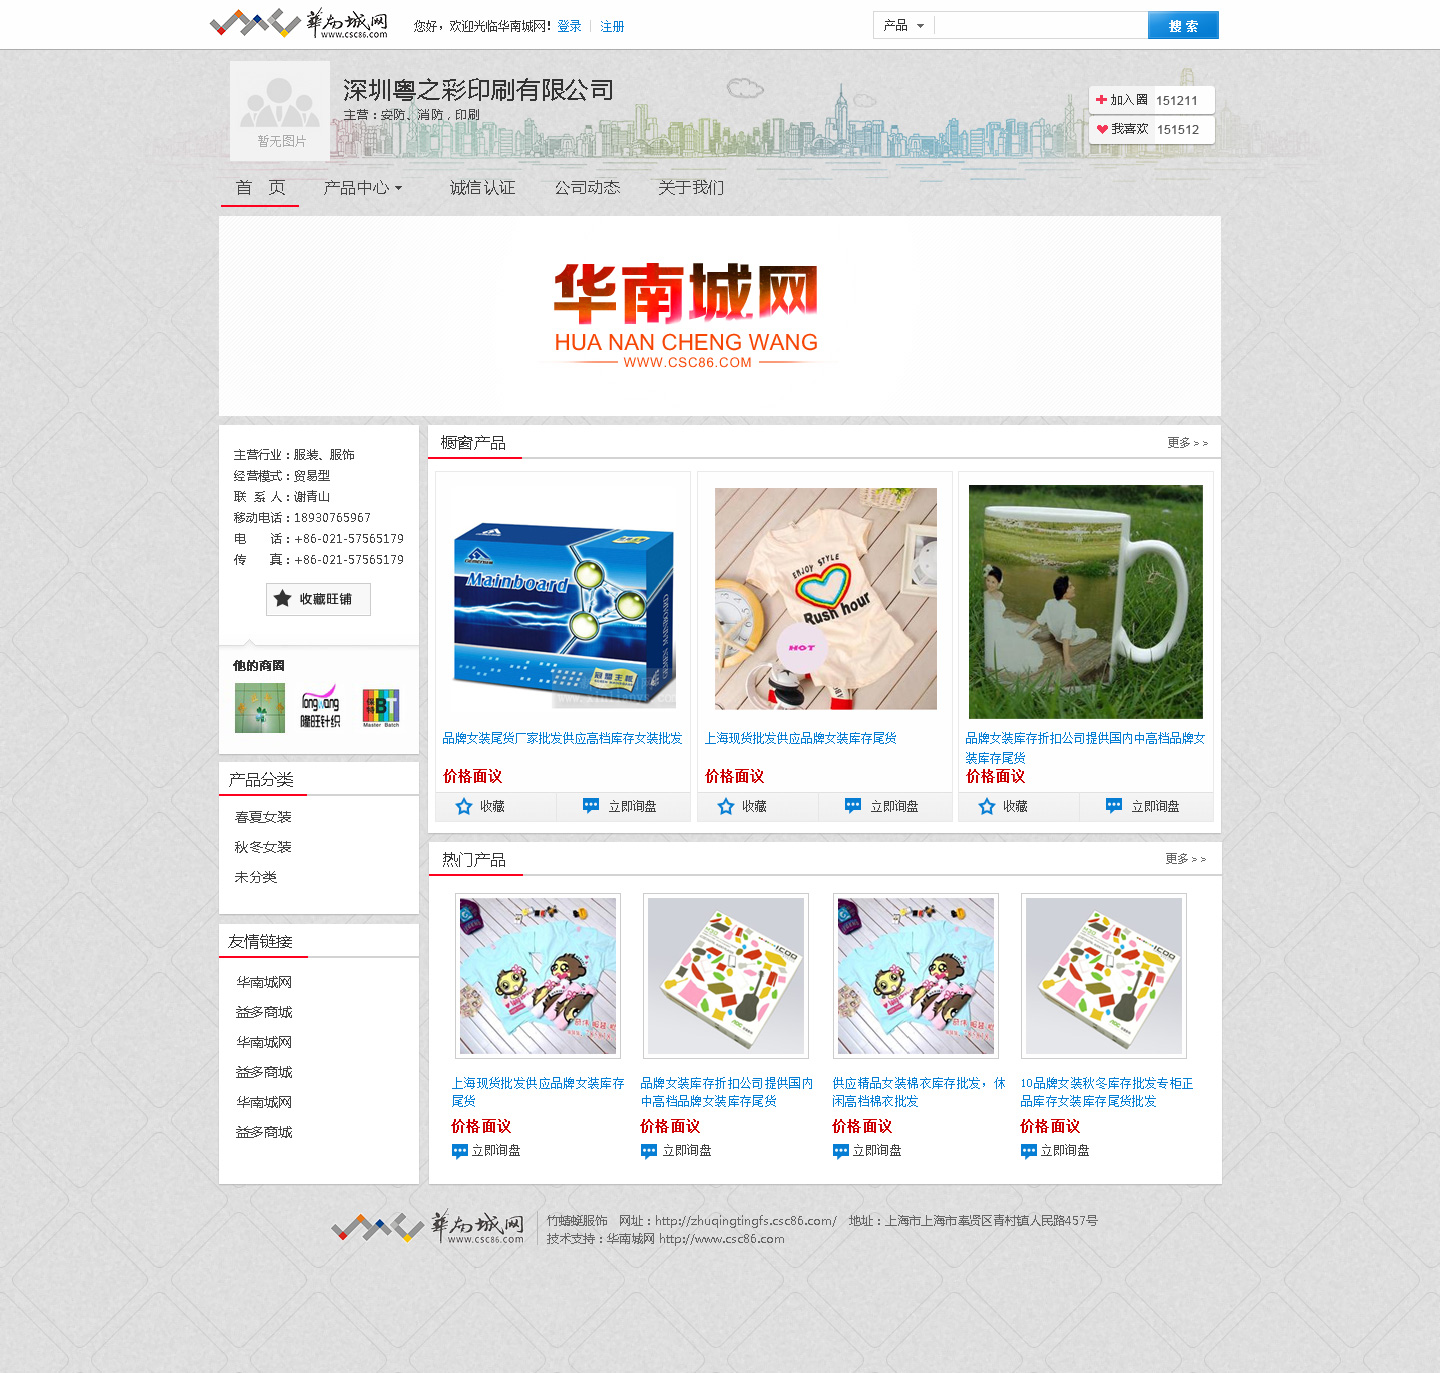 華南城网
www.csc86.com
您好，欢迎光临华南城网！登录 | 注册
产品
搜 索
暂无图片
深圳粤之彩印刷有限公司
主营：安防、消防，印刷
加入圈 151211
我喜欢 151512
首 页
产品中心
诚信认证
公司动态
关于我们
华南城网
HUA NAN CHENG WANG
WWW.CSC86.COM
主营行业：服装、服饰
经营模式：贸易型
联 系 人：谢青山
移动电话：18930765967
电 话：+86-021-57565179
传 真：+86-021-57565179
收藏旺铺
他的商圈
longwang
隆旺针织
保特
BT
Master Batch
产品分类
春夏女装
秋冬女装
未分类
友情链接
华南城网
益多商城
华南城网
益多商城
华南城网
益多商城
橱窗产品
更多>>
Mainboard
冠盟主板
ENJOY STYLE
Rush hour
HOT
品牌女装尾货厂家批发供应高档库存女装批发
价格面议
收藏
立即询盘
上海现货批发供应品牌女装库存尾货
价格面议
收藏
立即询盘
品牌女装库存折扣公司提供国内中高档品牌女
装库存尾货
价格面议
收藏
立即询盘
热门产品
更多>>
上海现货批发供应品牌女装库存
尾货
价格面议
立即询盘
ICOO
品牌女装库存折扣公司提供国内
中高档品牌女装库存尾货
价格面议
立即询盘
供应精品女装棉衣库存批发，休
闲高档棉衣批发
价格面议
立即询盘
ICOO
10品牌女装秋冬库存批发专柜正
品库存女装库存尾货批发
价格面议
立即询盘
華南城网
www.csc86.com
竹蜻蜓服饰 网址：http://zhuqingtingfs.csc86.com/ 地址：上海市上海市奉贤区青村镇人民路457号
技术支持：华南城网 http://www.csc86.com